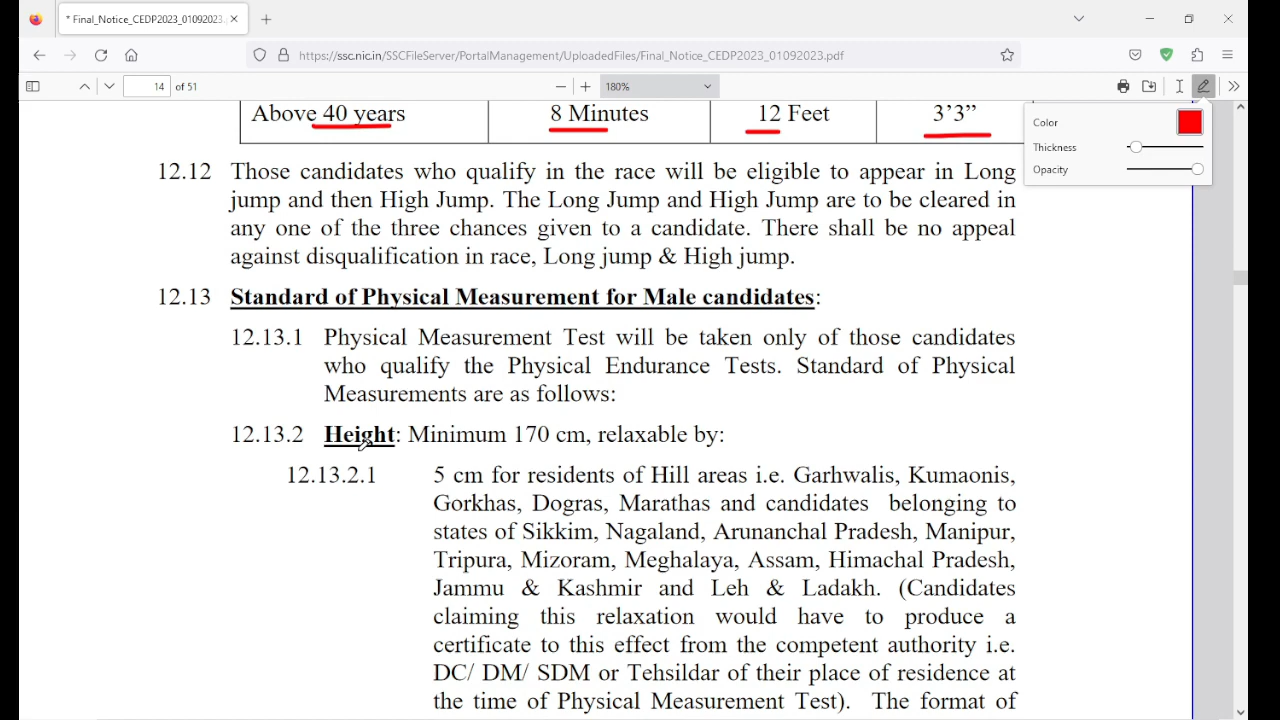 * Final_Notice_CEDP2023_01092023.
https://ssc.nic.in/SSCFileServer/PortalManagement/UploadedFiles/Final_Notice_CEDP2023_01092023.pdf
14 of 51
180%
Color
Thickness
Opacity
Above 40 years 8 Minutes 12 Feet 3’3”
12.12 Those candidates who qualify in the race will be eligible to appear in Long
jump and then High Jump. The Long Jump and High Jump are to be cleared in
any one of the three chances given to a candidate. There shall be no appeal
against disqualification in race, Long jump & High jump.
12.13 Standard of Physical Measurement for Male candidates:
12.13.1 Physical Measurement Test will be taken only of those candidates
who qualify the Physical Endurance Tests. Standard of Physical
Measurements are as follows:
12.13.2 Height: Minimum 170 cm, relaxable by:
12.13.2.1 5 cm for residents of Hill areas i.e. Garhwalis, Kumaonis,
Gorkhas, Dogras, Marathas and candidates belonging to
states of Sikkim, Nagaland, Arunanchal Pradesh, Manipur,
Tripura, Mizoram, Meghalaya, Assam, Himachal Pradesh,
Jammu & Kashmir and Leh & Ladakh. (Candidates
claiming this relaxation would have to produce a
certificate to this effect from the competent authority i.e.
DC/ DM/ SDM or Tehsildar of their place of residence at
the time of Physical Measurement Test). The format of